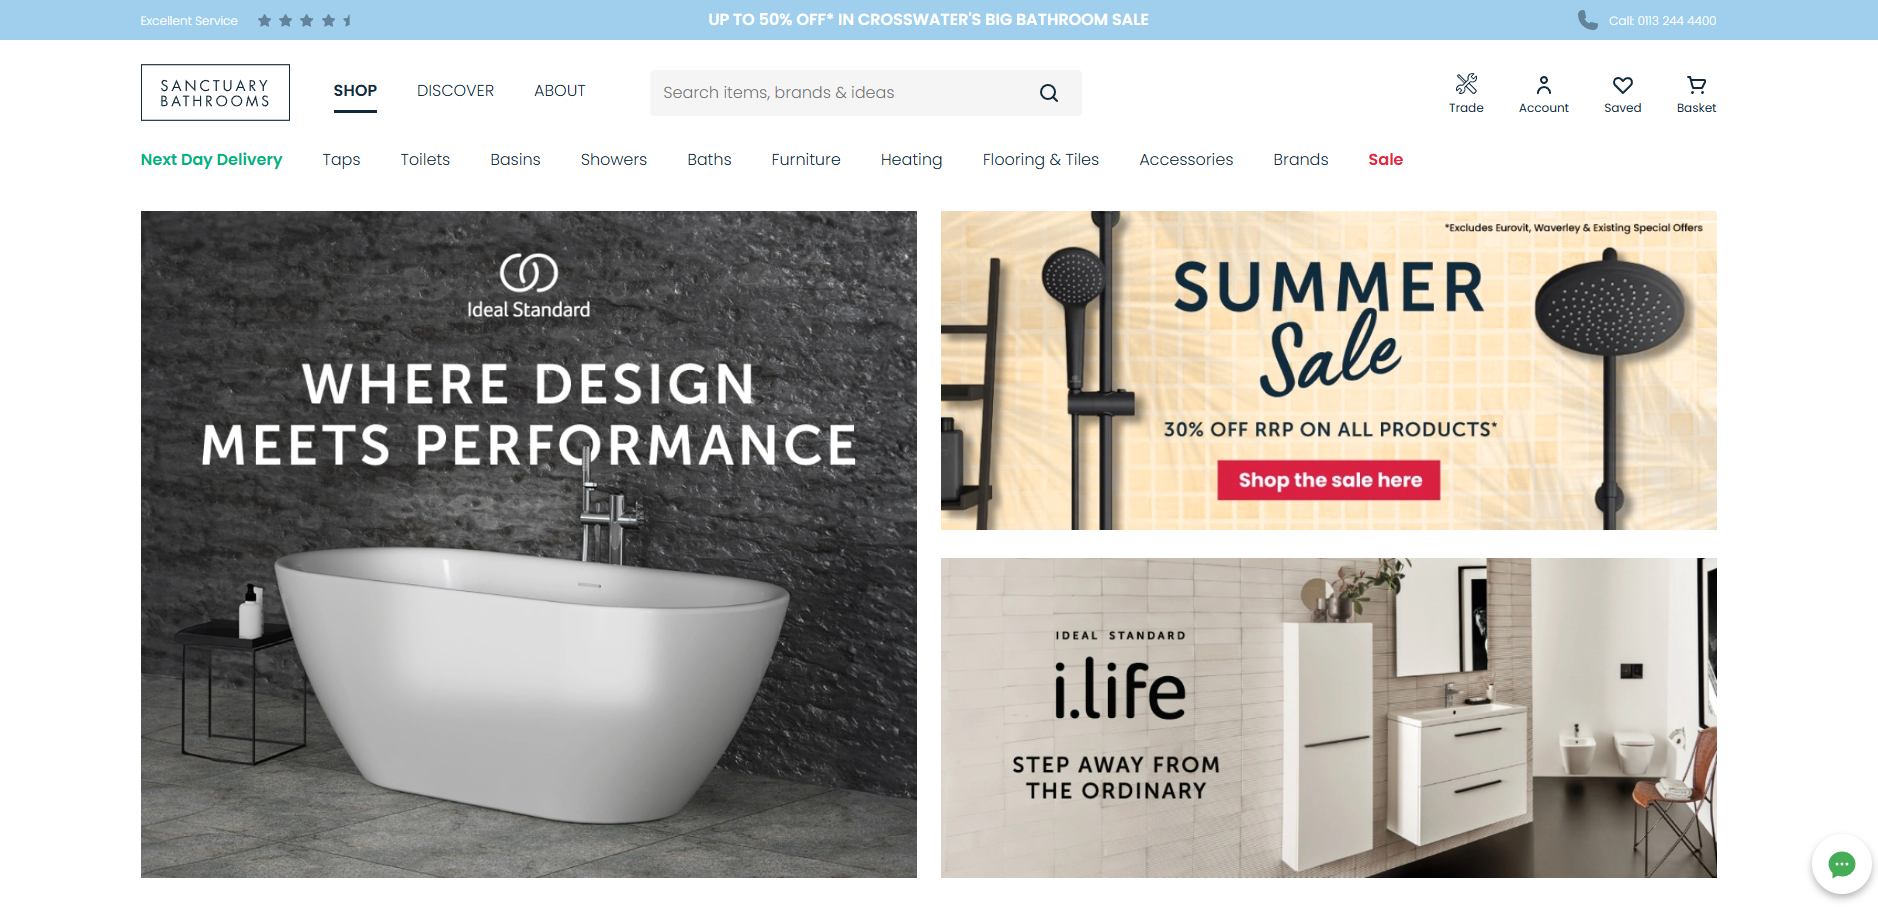 Excellent Service
UP TO 50% OFF* IN CROSSWATER'S BIG BATHROOM SALE
Call: 0113 244 4400
SANCTUARY
BATHROOMS
SHOP
DISCOVER
ABOUT
Search items, brands & ideas
Trade
Account
Saved
Basket
Next Day Delivery
Taps
Toilets
Basins
Showers
Baths
Furniture
Heating
Flooring & Tiles
Accessories
Brands
Sale
Ideal Standard
WHERE DESIGN
MEETS PERFORMANCE
*Excludes Eurovit, Waverley & Existing Special Offers
SUMMER
Sale
30% OFF RRP ON ALL PRODUCTS*
Shop the sale here
IDEAL STANDARD
i.life
STEP AWAY FROM
THE ORDINARY